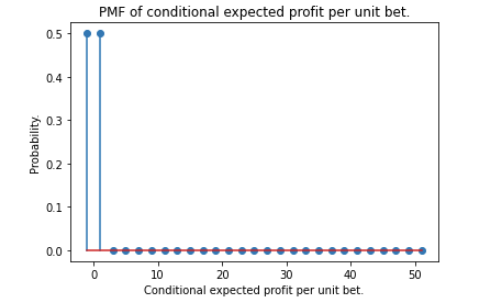 PMF of conditional expected profit per unit bet.
0.5
0.4
0.3
0.2
0.1
0.0
Probability.
0 10 20 30 40 50
Conditional expected profit per unit bet.